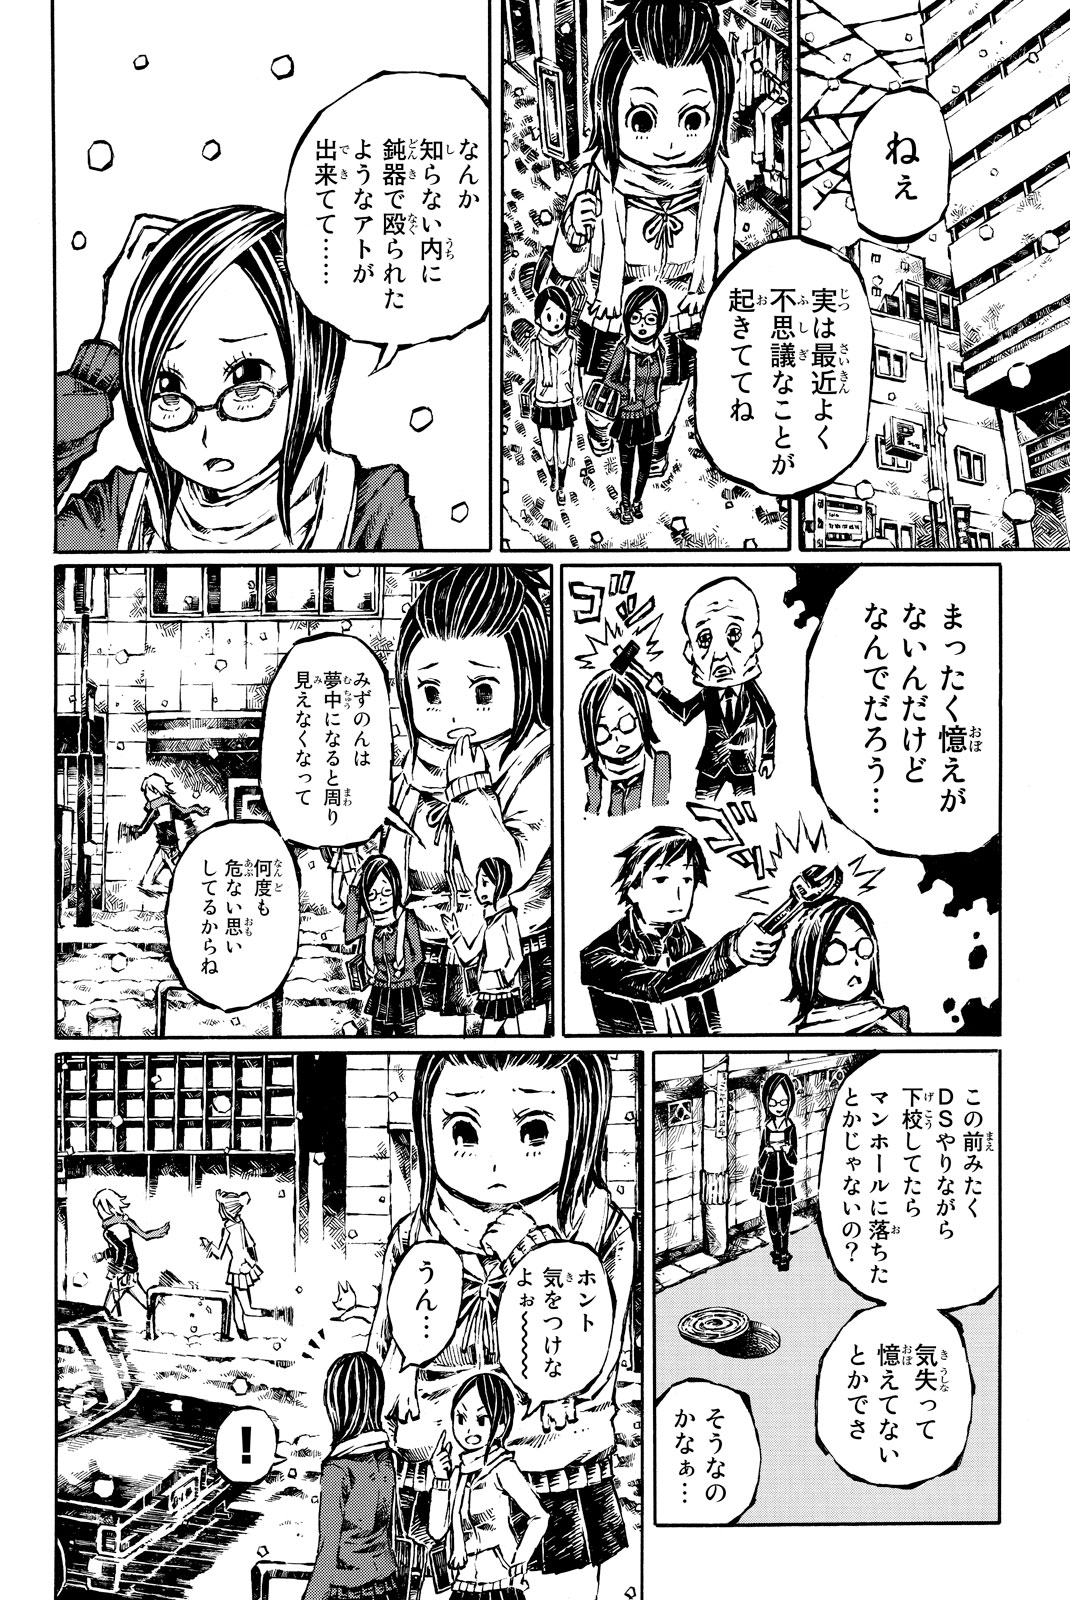 ねぇ
実は最近よく
不思議なことが
起きててね
なんか
知らない内に
鈍器で殴られた
ようなアトが
出来てて……
まったく憶えが
ないんだけど
なんでだろう…
ゴッ
ゴッ
みずのんは
夢中になると周り
見えなくなって
何度も
危ない思い
してるからね
この前みたく
DSやりながら
下校してたら
マンホールに落ちた
とかじゃないの?
気失って
憶えてない
とかでさ
そうなの
かなぁ…
ホント
気をつけな
よぉ〜〜〜
うん…
!